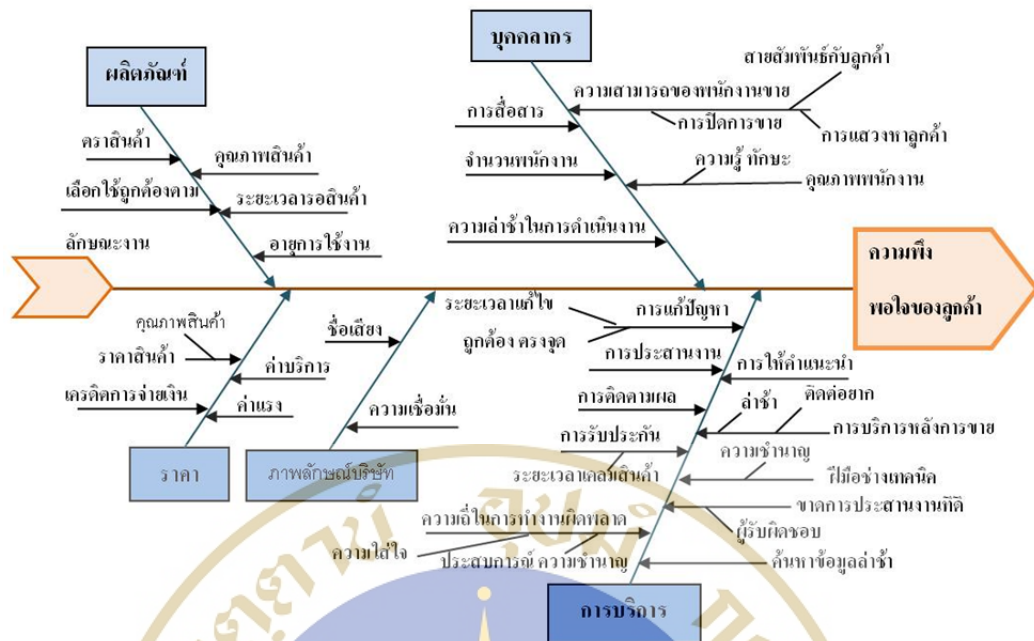 บุคคลากร
ผลิตภัณฑ์
สายสัมพันธ์กับลูกค้า
ความสามารถของพนักงานขาย
การสื่อสาร
การปิดการขาย
การแสวงหาลูกค้า
ตราสินค้า
คุณภาพสินค้า
จำนวนพนักงาน
ความรู้ ทักษะ
คุณภาพพนักงาน
เลือกใช้ถูกต้องตาม
ลักษณะงาน
ระยะเวลารอสินค้า
อายุการใช้งาน
ความล่าช้าในการดำเนินงาน
ความพึง
พอใจของลูกค้า
ระยะเวลาแก้ไข
ถูกต้อง ตรงจุด
การแก้ปัญหา
คุณภาพสินค้า
ราคาสินค้า
ชื่อเสียง
การประสานงาน
การให้คำแนะนำ
ค่าบริการ
เครดิตการจ่ายเงิน
ค่าแรง
ความเชื่อมั่น
การติดตามผล
ล่าช้า
ติดต่อยาก
การบริการหลังการขาย
การรับประกัน
ระยะเวลาเคลมสินค้า
ความชำนาญ
ฝีมือช่างเทคนิค
ราคา
ภาพลักษณ์บริษัท
ขาดการประสานงานที่ดี
ผู้รับผิดชอบ
ความถี่ในการทำงานผิดพลาด
ความใส่ใจ
ประสบการณ์ ความชำนาญ
ค้นหาข้อมูลล่าช้า
การบริการ